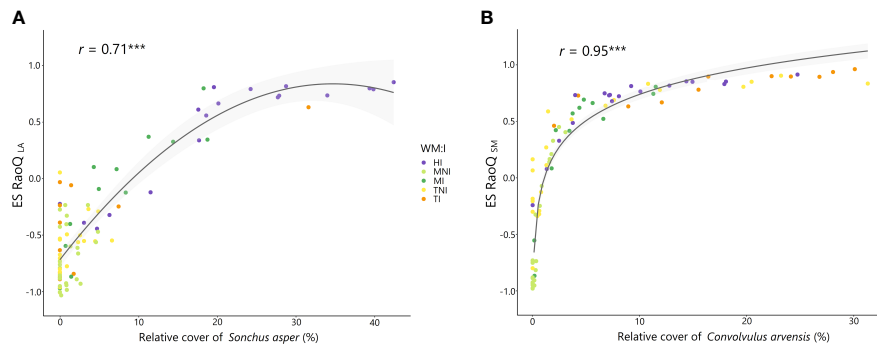 A
r = 0.71***
ES RaoQ LA
1.0
0.5
0.0
-0.5
-1.0
0
10
20
30
40
Relative cover of Sonchus asper (%)
WM:I
HI
MNI
MI
TNI
TI
B
r = 0.95***
ES RaoQ SM
1.0
0.5
0.0
-0.5
-1.0
0
10
20
30
Relative cover of Convolvulus arvensis (%)